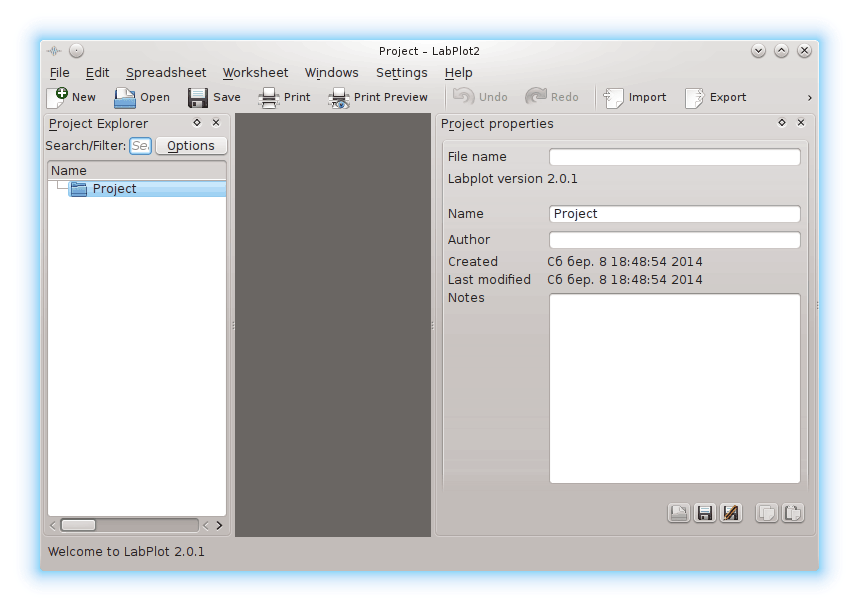 Project – LabPlot2
File Edit Spreadsheet Worksheet Windows Settings Help
New Open Save Print Print Preview Undo Redo Import Export
Project Explorer
Search/Filter: Options
Name
Project
Project properties
File name
Labplot version 2.0.1
Name Project
Author
Created Сб бер. 8 18:48:54 2014
Last modified Сб бер. 8 18:48:54 2014
Notes
Welcome to LabPlot 2.0.1